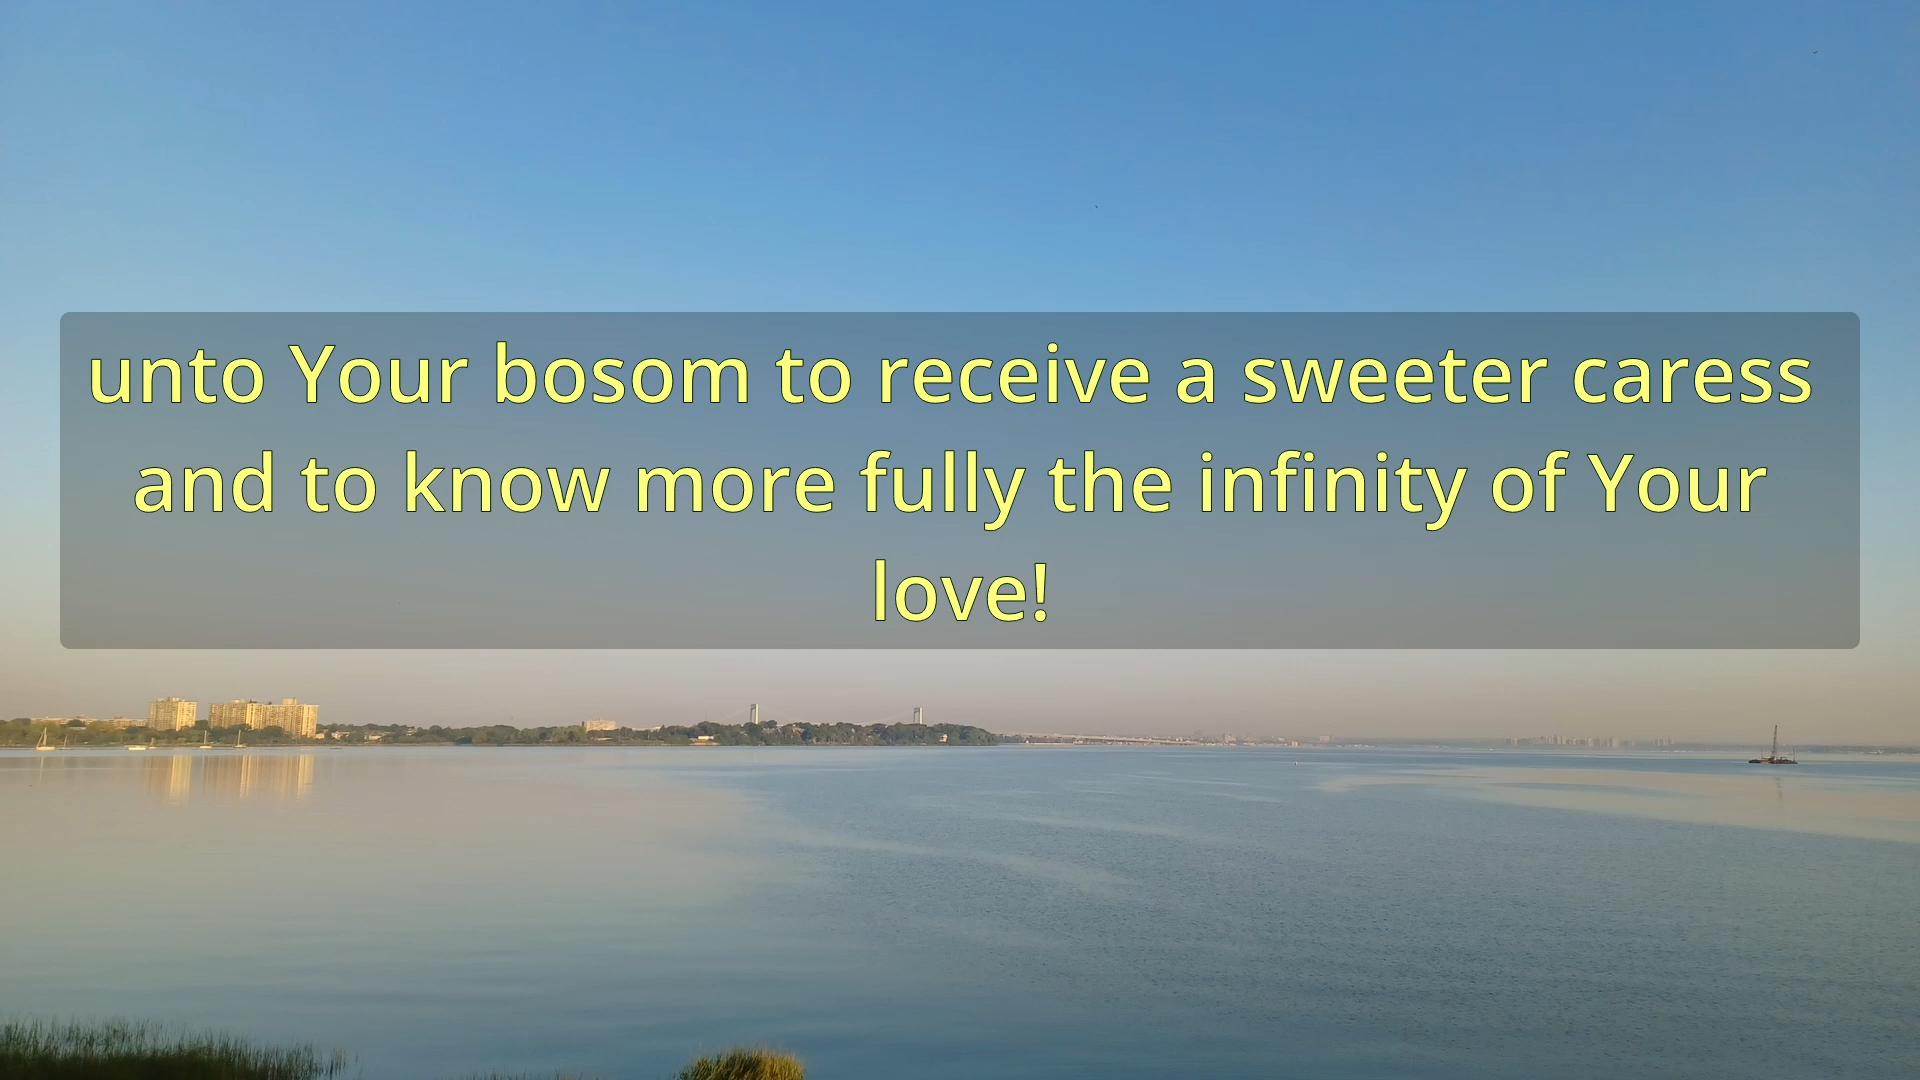 unto Your bosom to receive a sweeter caress
and to know more fully the infinity of Your
love!